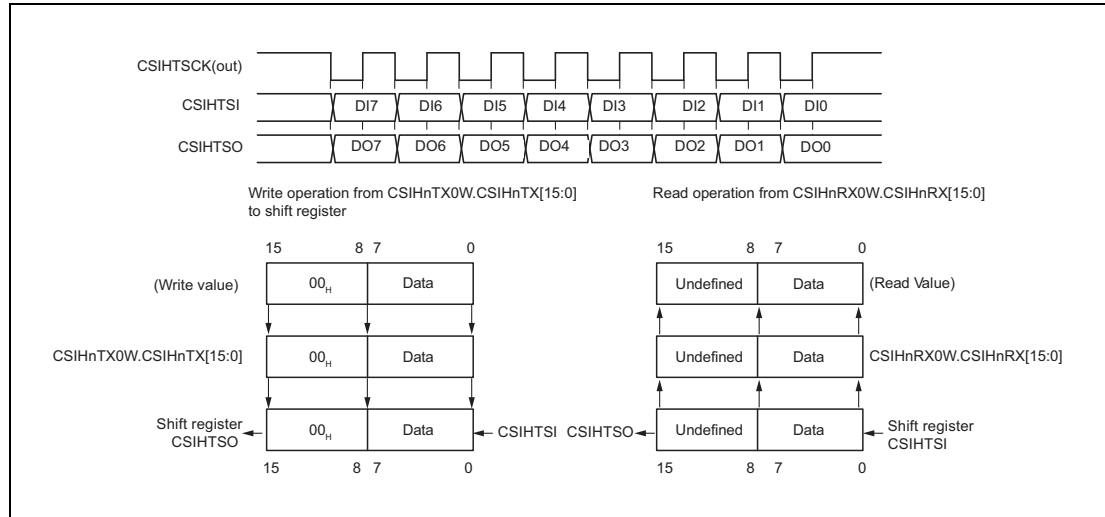 CSIHTSCK(out)
CSIHTSI DI7 DI6 DI5 DI4 DI3 DI2 DI1 DI0
CSIHTSO DO7 DO6 DO5 DO4 DO3 DO2 DO1 DO0
Write operation from CSIHnTX0W.CSIHnTX[15:0]
to shift register
Read operation from CSIHnRX0W.CSIHnRX[15:0]
15 8 7 0 15 8 7 0
(Write value) 00H Data Undefined Data (Read Value)
CSIHnTX0W.CSIHnTX[15:0] 00H Data Undefined Data CSIHnRX0W.CSIHnRX[15:0]
Shift register
CSIHTSO 00H Data CSIHTSI CSIHTSO Undefined Data Shift register
CSIHTSI
15 8 7 0 15 8 7 0